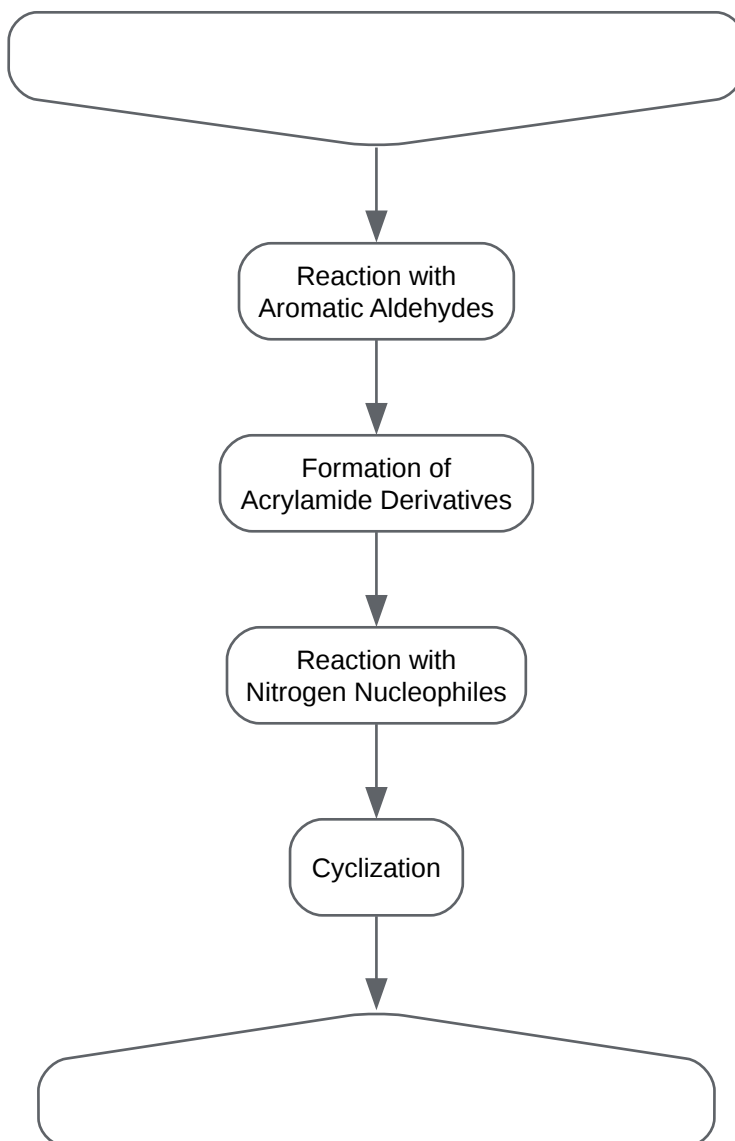 Reaction with
Aromatic Aldehydes
Formation of
Acrylamide Derivatives
Reaction with
Nitrogen Nucleophiles
Cyclization